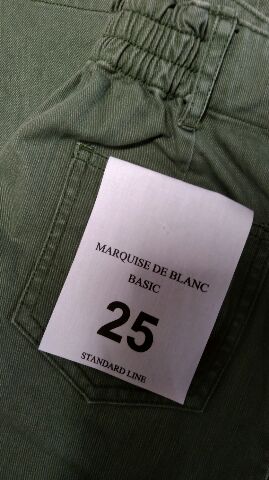 MARQUISE DE BLANC
BASIC
25
STANDARD LINE